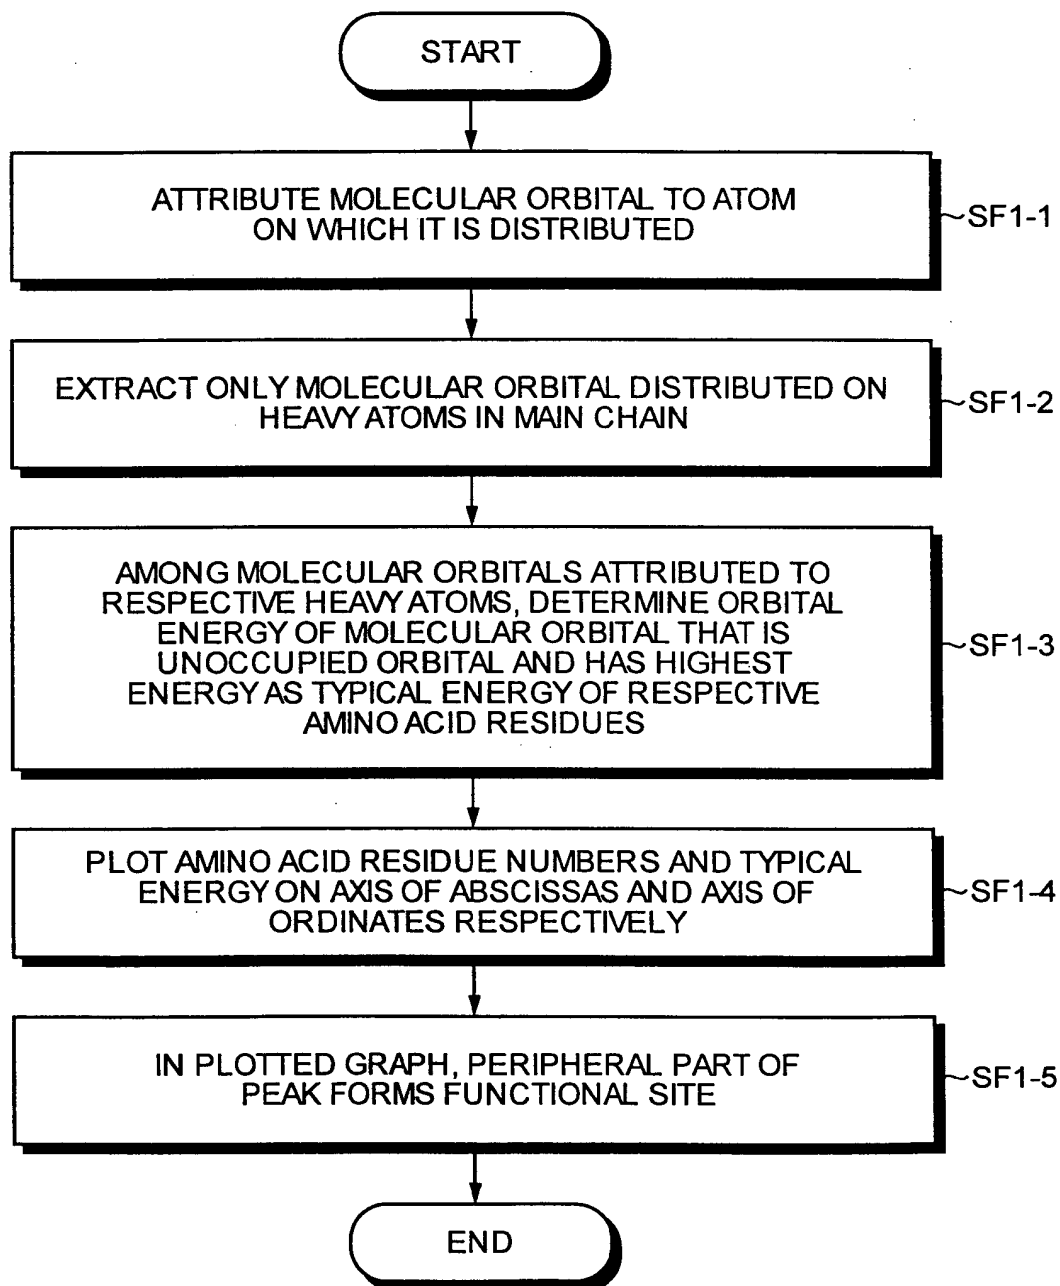 START
ATTRIBUTE MOLECULAR ORBITAL TO ATOM
ON WHICH IT IS DISTRIBUTED
SF1-1
EXTRACT ONLY MOLECULAR ORBITAL DISTRIBUTED ON
HEAVY ATOMS IN MAIN CHAIN
SF1-2
AMONG MOLECULAR ORBITALS ATTRIBUTED TO
RESPECTIVE HEAVY ATOMS, DETERMINE ORBITAL
ENERGY OF MOLECULAR ORBITAL THAT IS
UNOCCUPIED ORBITAL AND HAS HIGHEST
ENERGY AS TYPICAL ENERGY OF RESPECTIVE
AMINO ACID RESIDUES
SF1-3
PLOT AMINO ACID RESIDUE NUMBERS AND TYPICAL
ENERGY ON AXIS OF ABSCISSAS AND AXIS OF
ORDINATES RESPECTIVELY
SF1-4
IN PLOTTED GRAPH, PERIPHERAL PART OF
PEAK FORMS FUNCTIONAL SITE
SF1-5
END